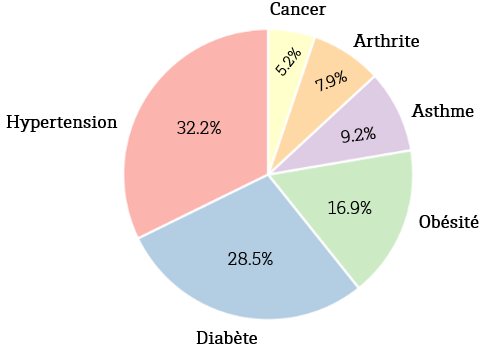 Cancer
Arthrite
Asthme
Obésité
Diabète
Hypertension
5.2%
7.9%
9.2%
16.9%
28.5%
32.2%